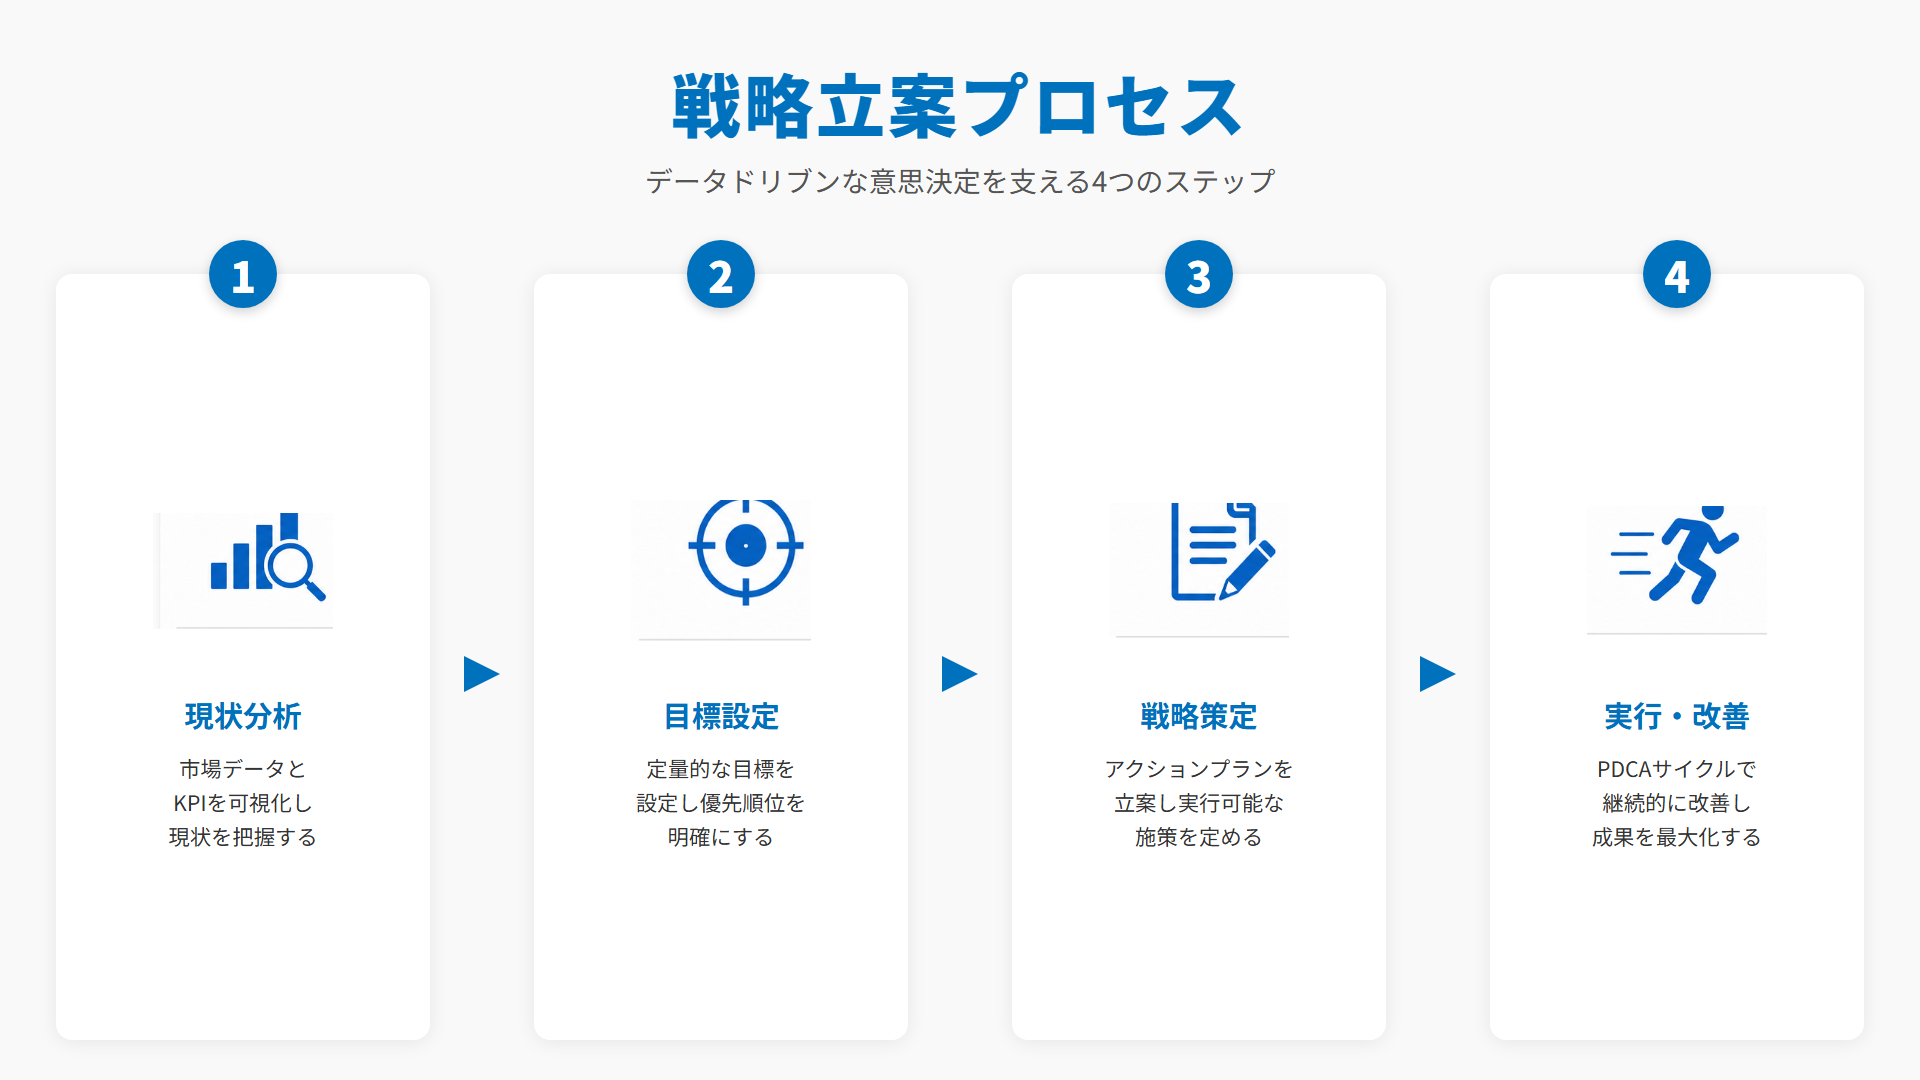 戦略立案プロセス
データドリブンな意思決定を支える4つのステップ
1
現状分析
市場データと
KPIを可視化し
現状を把握する
2
目標設定
定量的な目標を
設定し優先順位を
明確にする
3
戦略策定
アクションプランを
立案し実行可能な
施策を定める
4
実行・改善
PDCAサイクルで
継続的に改善し
成果を最大化する